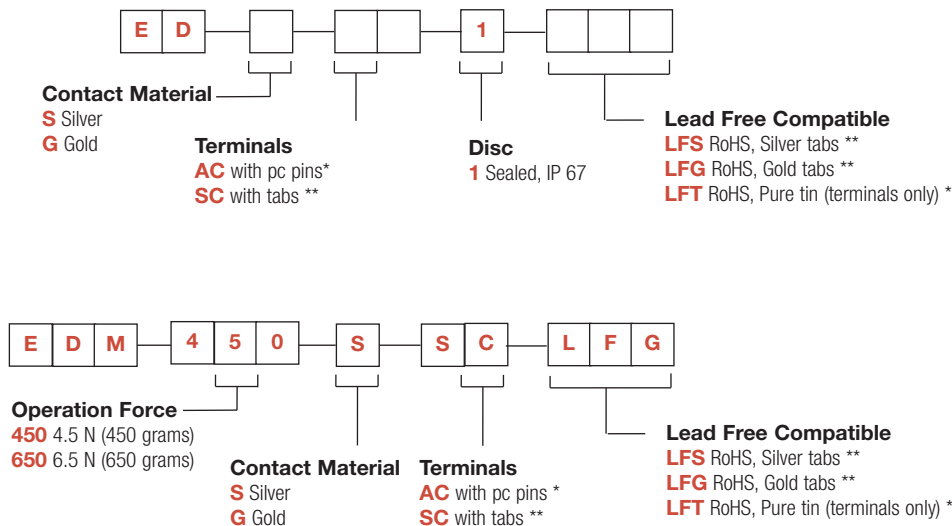 E D 1
Contact Material
S Silver
G Gold
Terminals
AC with pc pins*
SC with tabs **
Disc
1 Sealed, IP 67
Lead Free Compatible
LFS RoHS, Silver tabs **
LFG RoHS, Gold tabs **
LFT RoHS, Pure tin (terminals only) *
E D M 4 5 0 S S C L F G
Operation Force
450 4.5 N (450 grams)
650 6.5 N (650 grams)
Contact Material
S Silver
G Gold
Terminals
AC with pc pins *
SC with tabs **
Lead Free Compatible
LFS RoHS, Silver tabs **
LFG RoHS, Gold tabs **
LFT RoHS, Pure tin (terminals only) *